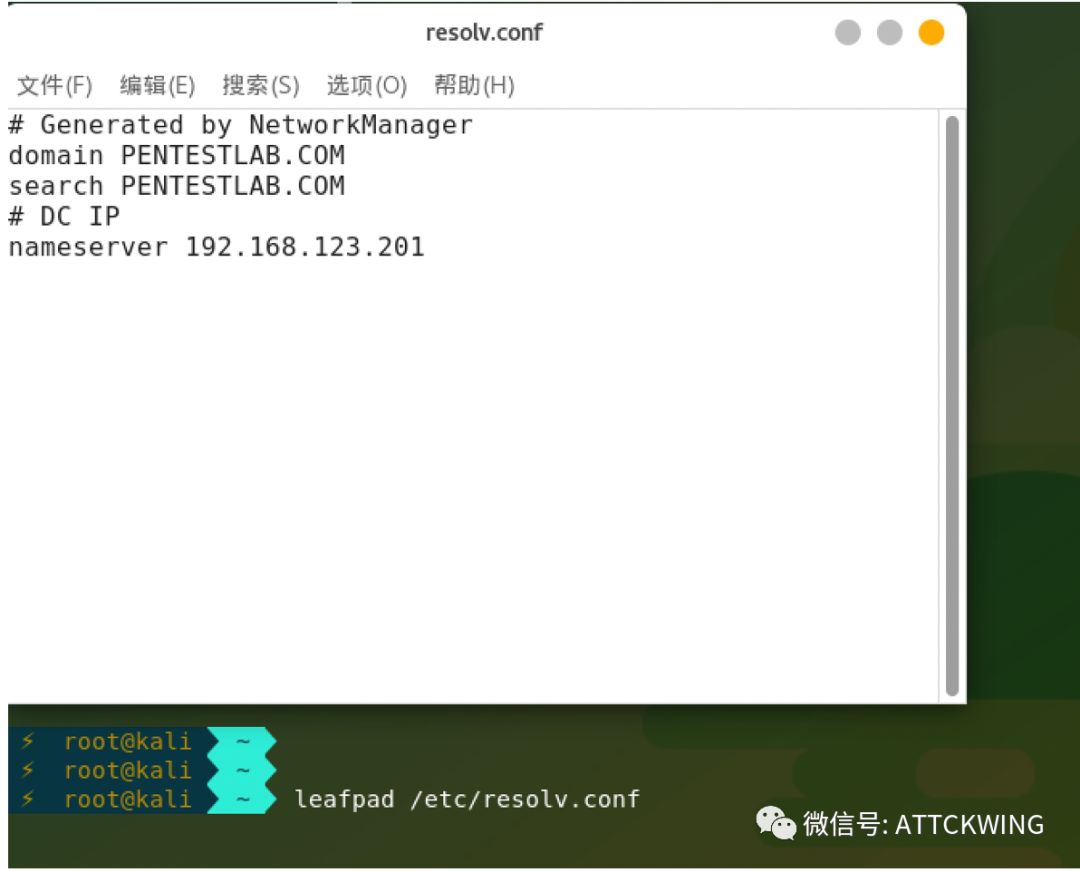 resolv.conf
文件(F) 编辑(E) 搜索(S) 选项(O) 帮助(H)
# Generated by NetworkManager
domain PENTESTLAB.COM
search PENTESTLAB.COM
# DC IP
nameserver 192.168.123.201
⚡ root@kali ~
⚡ root@kali ~
⚡ root@kali ~ leafpad /etc/resolv.conf
微信号: ATTCKWING